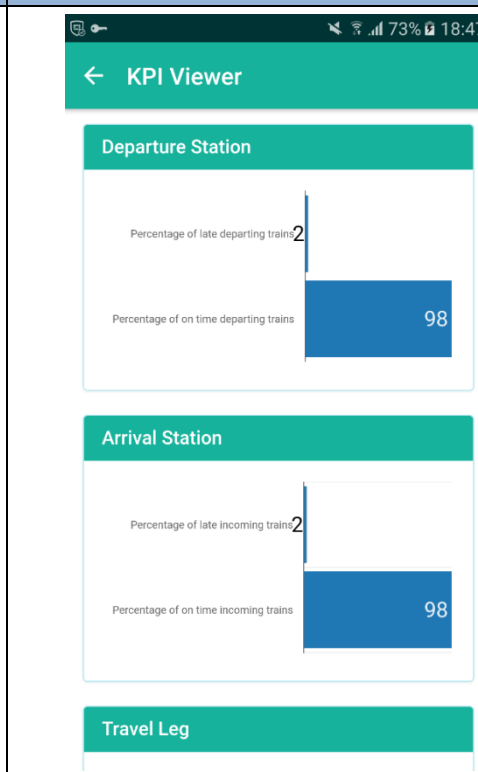 73% 18:47
KPI Viewer
Departure Station
Percentage of late departing trains 2
Percentage of on time departing trains 98
Arrival Station
Percentage of late incoming trains 2
Percentage of on time incoming trains 98
Travel Leg